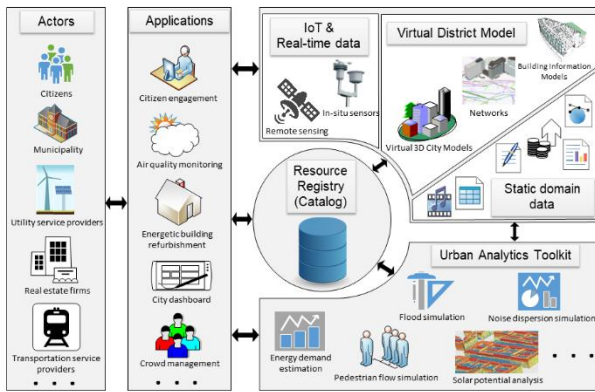 Actors
Citizens
Municipality
Utility service providers
Real estate firms
Transportation service
providers
Applications
Citizen engagement
Air quality monitoring
Energetic building
refurbishment
City dashboard
Crowd management
IoT &
Real-time data
In-situ sensors
Remote sensing
Virtual District Model
Building Information
Models
Networks
Virtual 3D City Models
Static domain
data
Resource
Registry
(Catalog)
Urban Analytics Toolkit
Flood simulation
Noise dispersion simulation
Energy demand
estimation
Pedestrian flow simulation
Solar potential analysis